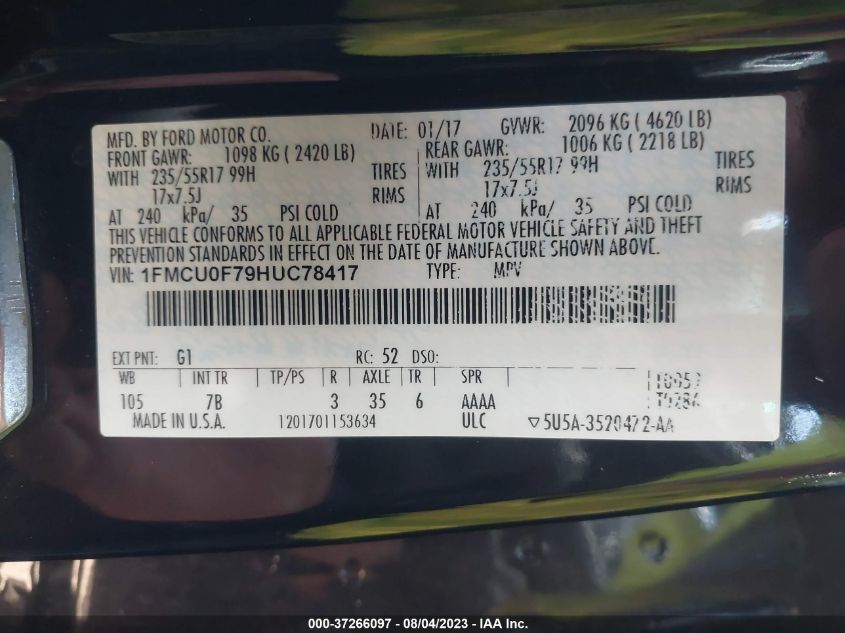 MFD. BY FORD MOTOR CO. DATE: 01/17 GVWR: 2096 KG ( 4620 LB)
FRONT GAWR: 1098 KG ( 2420 LB) REAR GAWR: 1006 KG ( 2218 LB)
WITH 235/55R17 99H TIRES WITH 235/55R17 99H TIRES
17x7.5J RIMS 17x7.5J RIMS
AT 240 kPa/ 35 PSI COLD AT 240 kPa/ 35 PSI COLD
THIS VEHICLE CONFORMS TO ALL APPLICABLE FEDERAL MOTOR VEHICLE SAFETY AND THEFT
PREVENTION STANDARDS IN EFFECT ON THE DATE OF MANUFACTURE SHOWN ABOVE.
VIN: 1FMCU0F79HUC78417 TYPE: MPV
EXT PNT: G1 RC: 52 DSO:
WB INT TR TP/PS R AXLE TR SPR
105 7B 3 35 6 AAAA
MADE IN U.S.A. 1201701153634 ULC ▽5U5A-3520472-AA
000-37266097 - 08/04/2023 - IAA Inc.